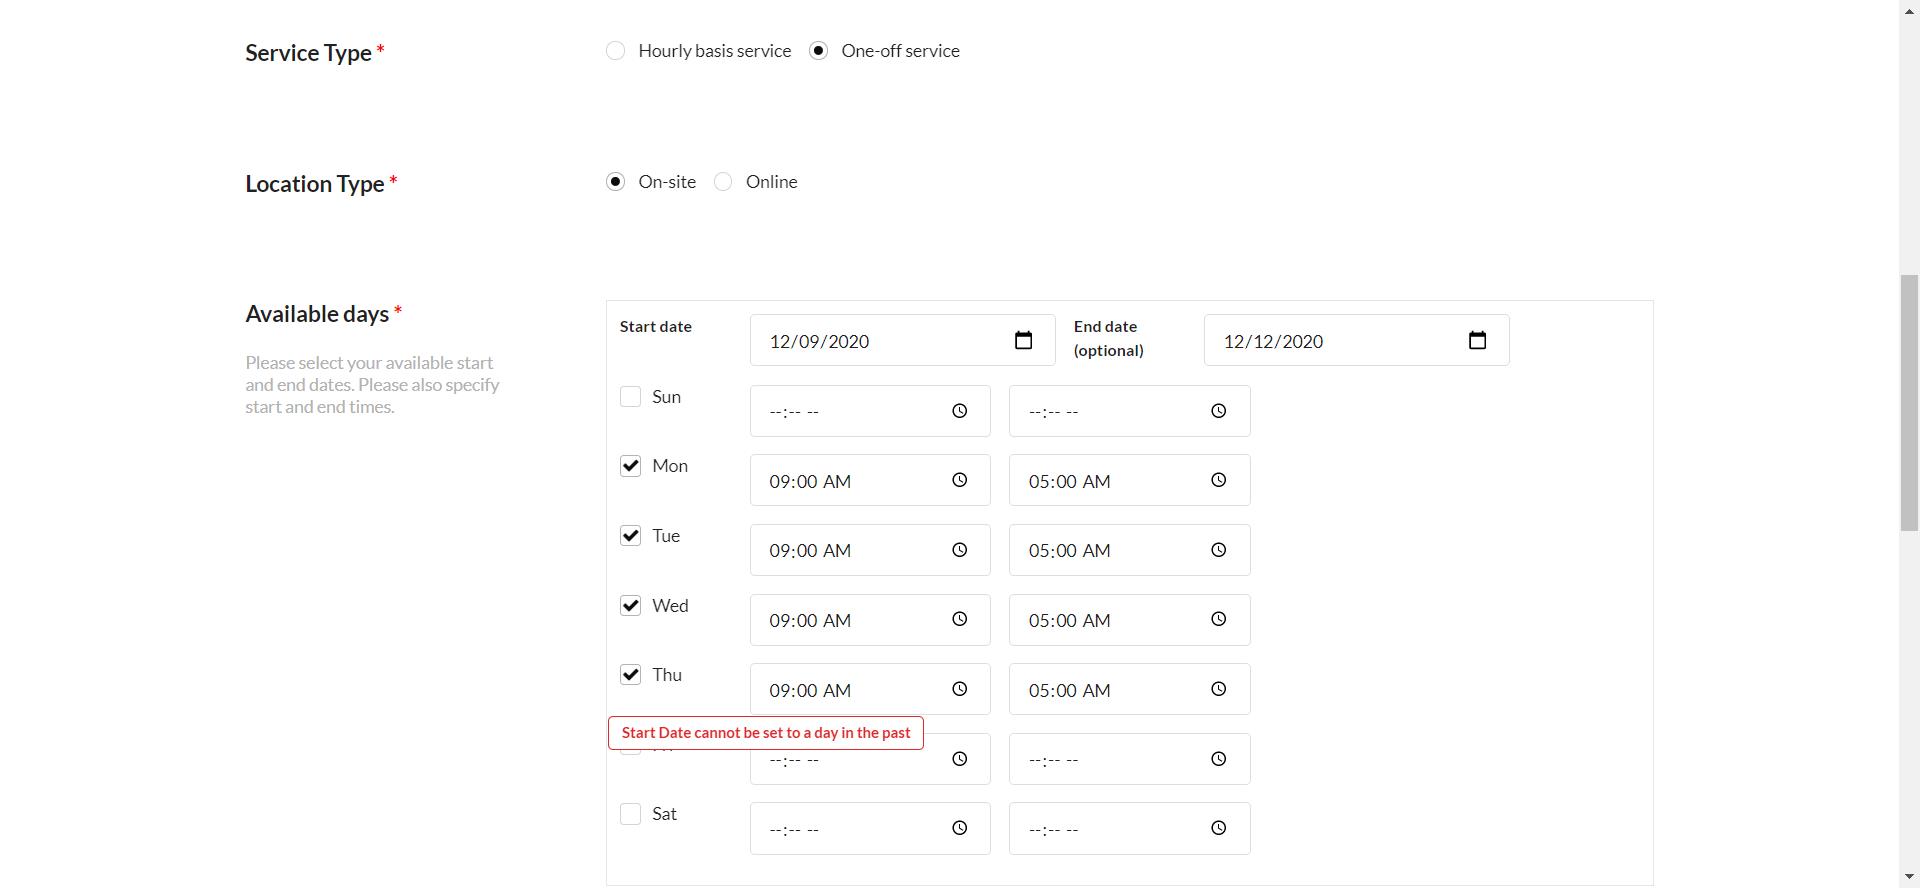 Service Type *
Hourly basis service
One-off service
Location Type *
On-site
Online
Available days *
Please select your available start
and end dates. Please also specify
start and end times.
Start date
12/09/2020
End date
(optional)
12/12/2020
Sun
--:-- --
--:-- --
Mon
09:00 AM
05:00 AM
Tue
09:00 AM
05:00 AM
Wed
09:00 AM
05:00 AM
Thu
09:00 AM
05:00 AM
Start Date cannot be set to a day in the past
--:-- --
--:-- --
Sat
--:-- --
--:-- --